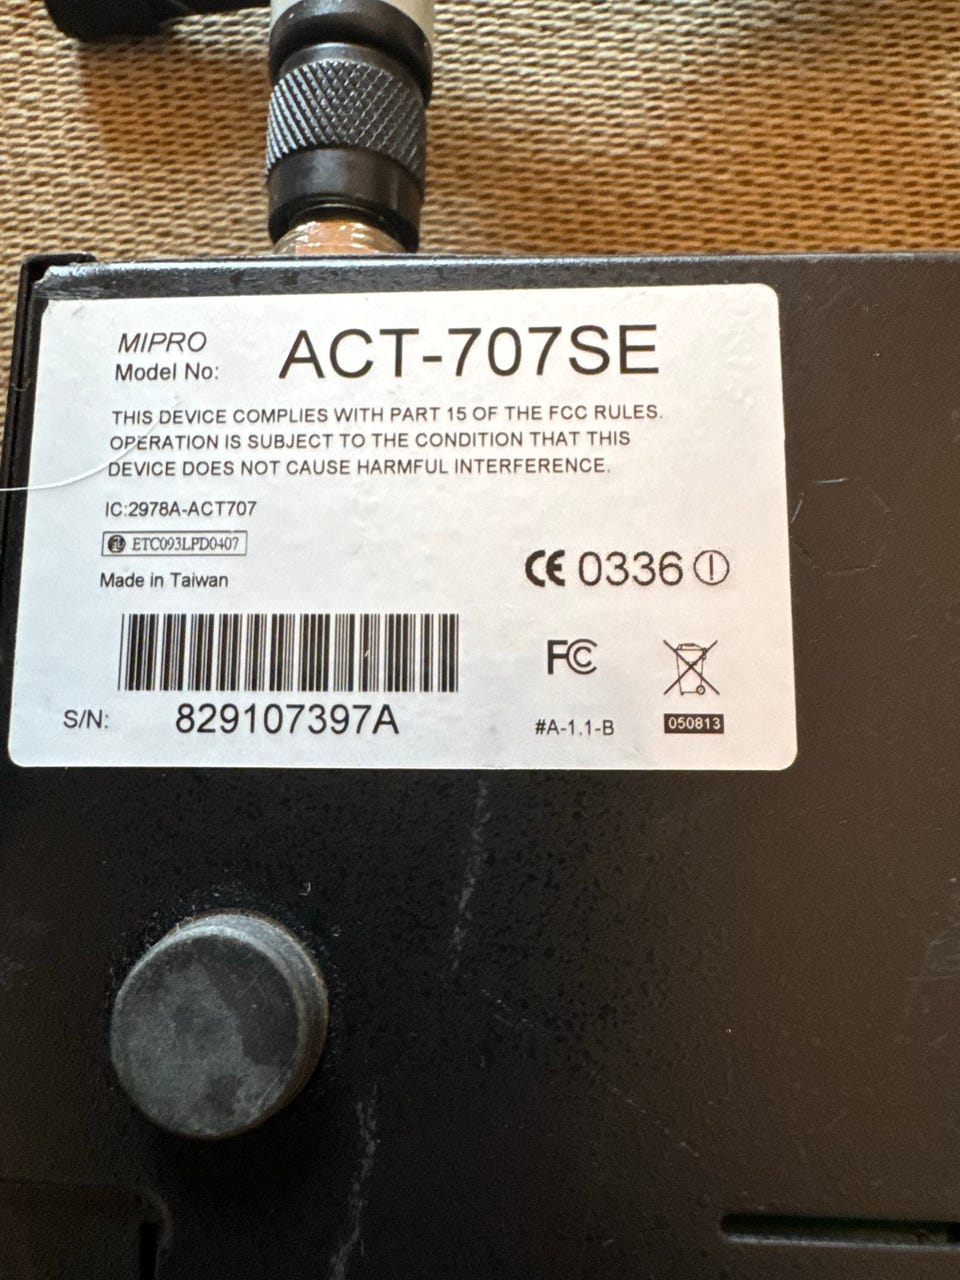 MIPRO
Model No: ACT-707SE
THIS DEVICE COMPLIES WITH PART 15 OF THE FCC RULES.
OPERATION IS SUBJECT TO THE CONDITION THAT THIS
DEVICE DOES NOT CAUSE HARMFUL INTERFERENCE.
IC:2978A-ACT707
ETC093LPD0407
Made in Taiwan
CE 0336
FC
S/N: 829107397A
#A-1.1-B
050813